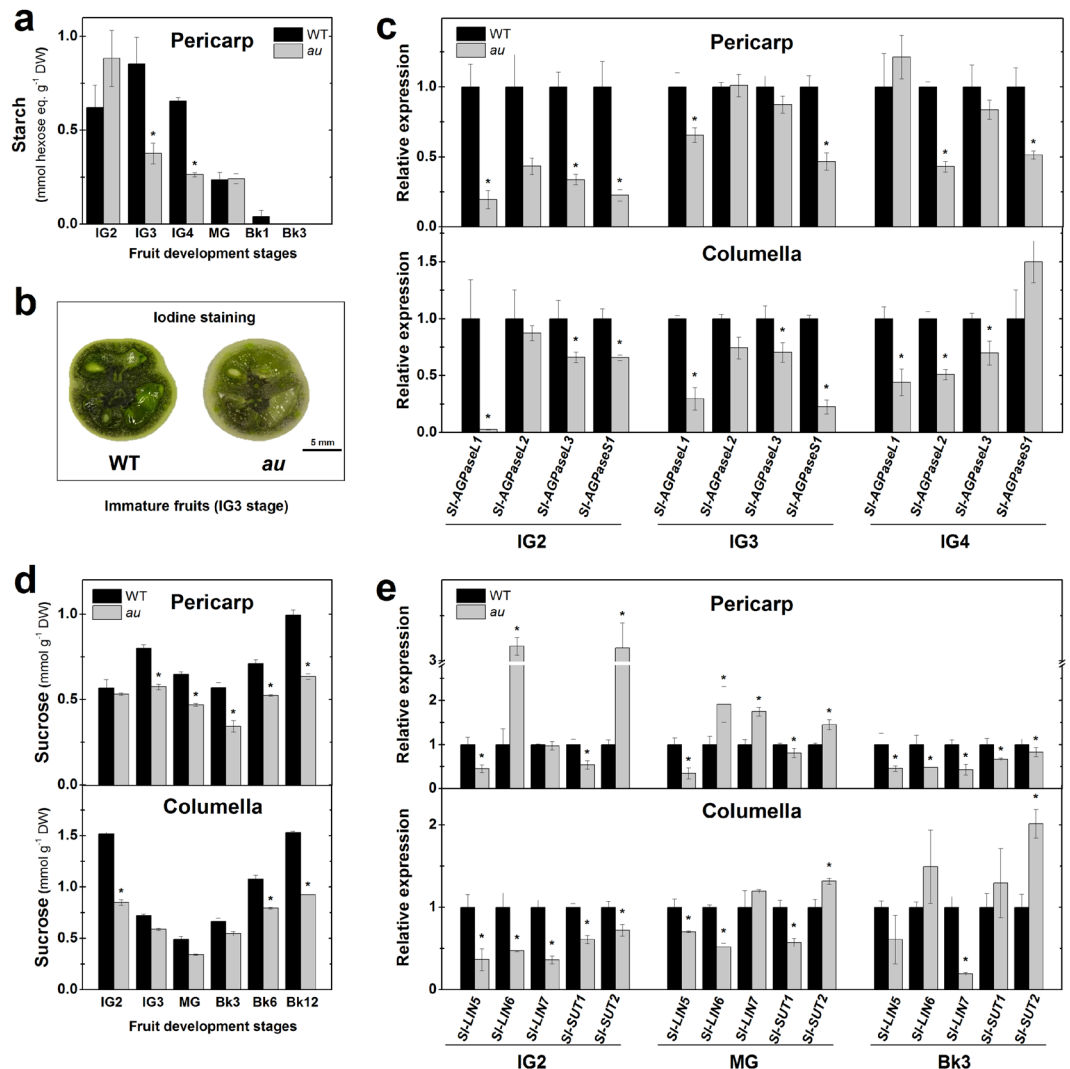 a
Pericarp
WT
au
Starch
(mmol hexose eq. g-1 DW)
1.0
0.5
0.0
IG2 IG3 IG4 MG Bk1 Bk3
* *
Fruit development stages
b
Iodine staining
WT
au
5 mm
Immature fruits (IG3 stage)
c
WT
au
Pericarp
Relative expression
1.0
0.5
0.0
* * * * * * *
Columella
Relative expression
1.5
1.0
0.5
0.0
* * * * * * * * *
Sl-AGPaseL1 Sl-AGPaseL2 Sl-AGPaseL3 Sl-AGPaseS1 Sl-AGPaseL1 Sl-AGPaseL2 Sl-AGPaseL3 Sl-AGPaseS1 Sl-AGPaseL1 Sl-AGPaseL2 Sl-AGPaseL3 Sl-AGPaseS1
IG2 IG3 IG4
d
WT
au
Pericarp
Sucrose (mmol g-1 DW)
1.0
0.5
0.0
* * * * *
Columella
Sucrose (mmol g-1 DW)
1.5
1.0
0.5
0.0
* * *
IG2 IG3 MG Bk3 Bk6 Bk12
Fruit development stages
e
WT
au
Pericarp
Relative expression
3
2
1
0
* * * * * * * * * * * * * *
Columella
Relative expression
2
1
0
* * * * * * * * * * *
Sl-LIN5 Sl-LIN6 Sl-LIN7 Sl-SUT1 Sl-SUT2 Sl-LIN5 Sl-LIN6 Sl-LIN7 Sl-SUT1 Sl-SUT2 Sl-LIN5 Sl-LIN6 Sl-LIN7 Sl-SUT1 Sl-SUT2
IG2 MG Bk3